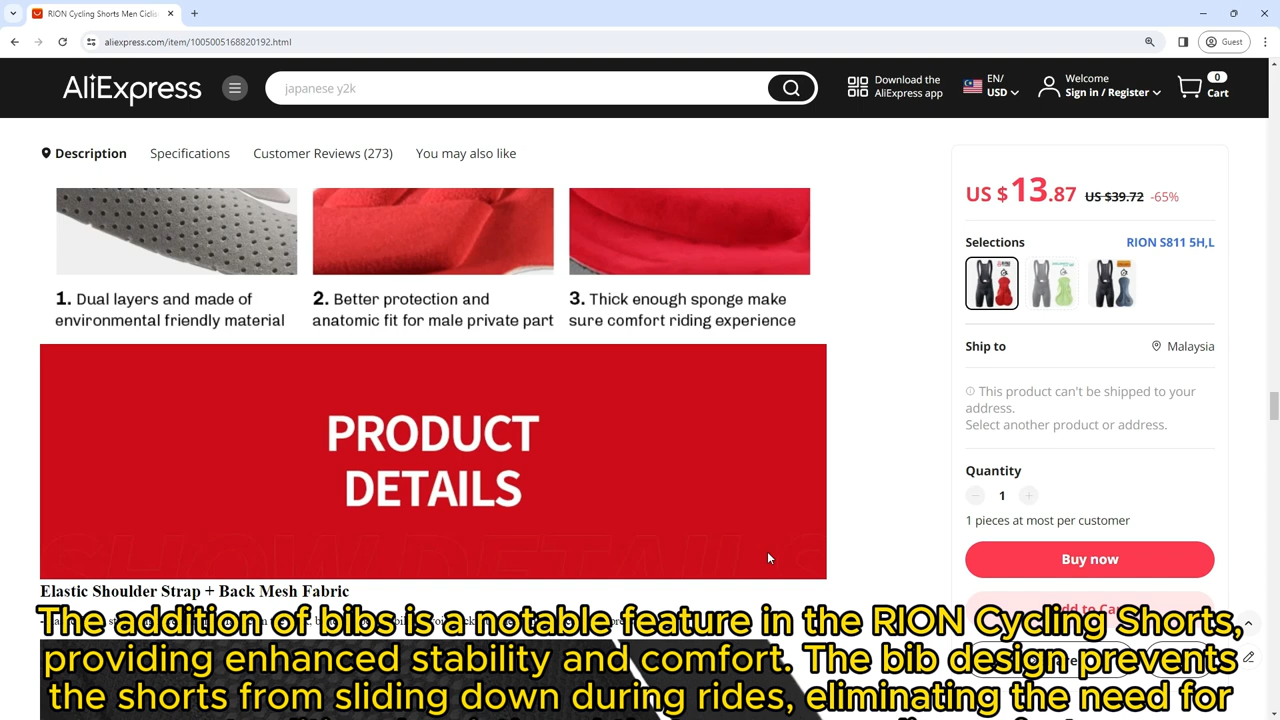 RION Cycling Shorts Men Ciclis
aliexpress.com/item/1005005168820192.html
Guest
AliExpress
japanese y2k
Download the
AliExpress app
EN/
USD
Welcome
Sign in / Register
0
Cart
Description
Specifications
Customer Reviews (273)
You may also like
1. Dual layers and made of
environmental friendly material
2. Better protection and
anatomic fit for male private part
3. Thick enough sponge make
sure comfort riding experience
PRODUCT
DETAILS
SHOW DETAILS
Elastic Shoulder Strap + Back Mesh Fabric
US $13.87 US $39.72 -65%
Selections
RION S811 5H,L
Ship to
Malaysia
This product can't be shipped to your
address.
Select another product or address.
Quantity
1
1 pieces at most per customer
Buy now
Add to Cart
The addition of bibs is a notable feature in the RION Cycling Shorts,
providing enhanced stability and comfort. The bib design prevents
the shorts from sliding down during rides, eliminating the need for